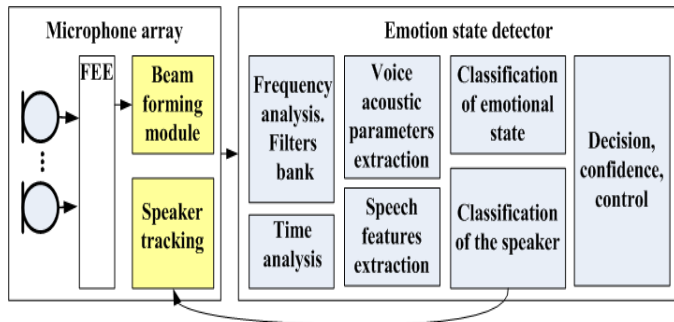 Microphone array
FEE
Beam
forming
module
Speaker
tracking
Emotion state detector
Frequency
analysis.
Filters
bank
Time
analysis
Voice
acoustic
parameters
extraction
Speech
features
extraction
Classification
of emotional
state
Classification
of the speaker
Decision,
confidence,
control